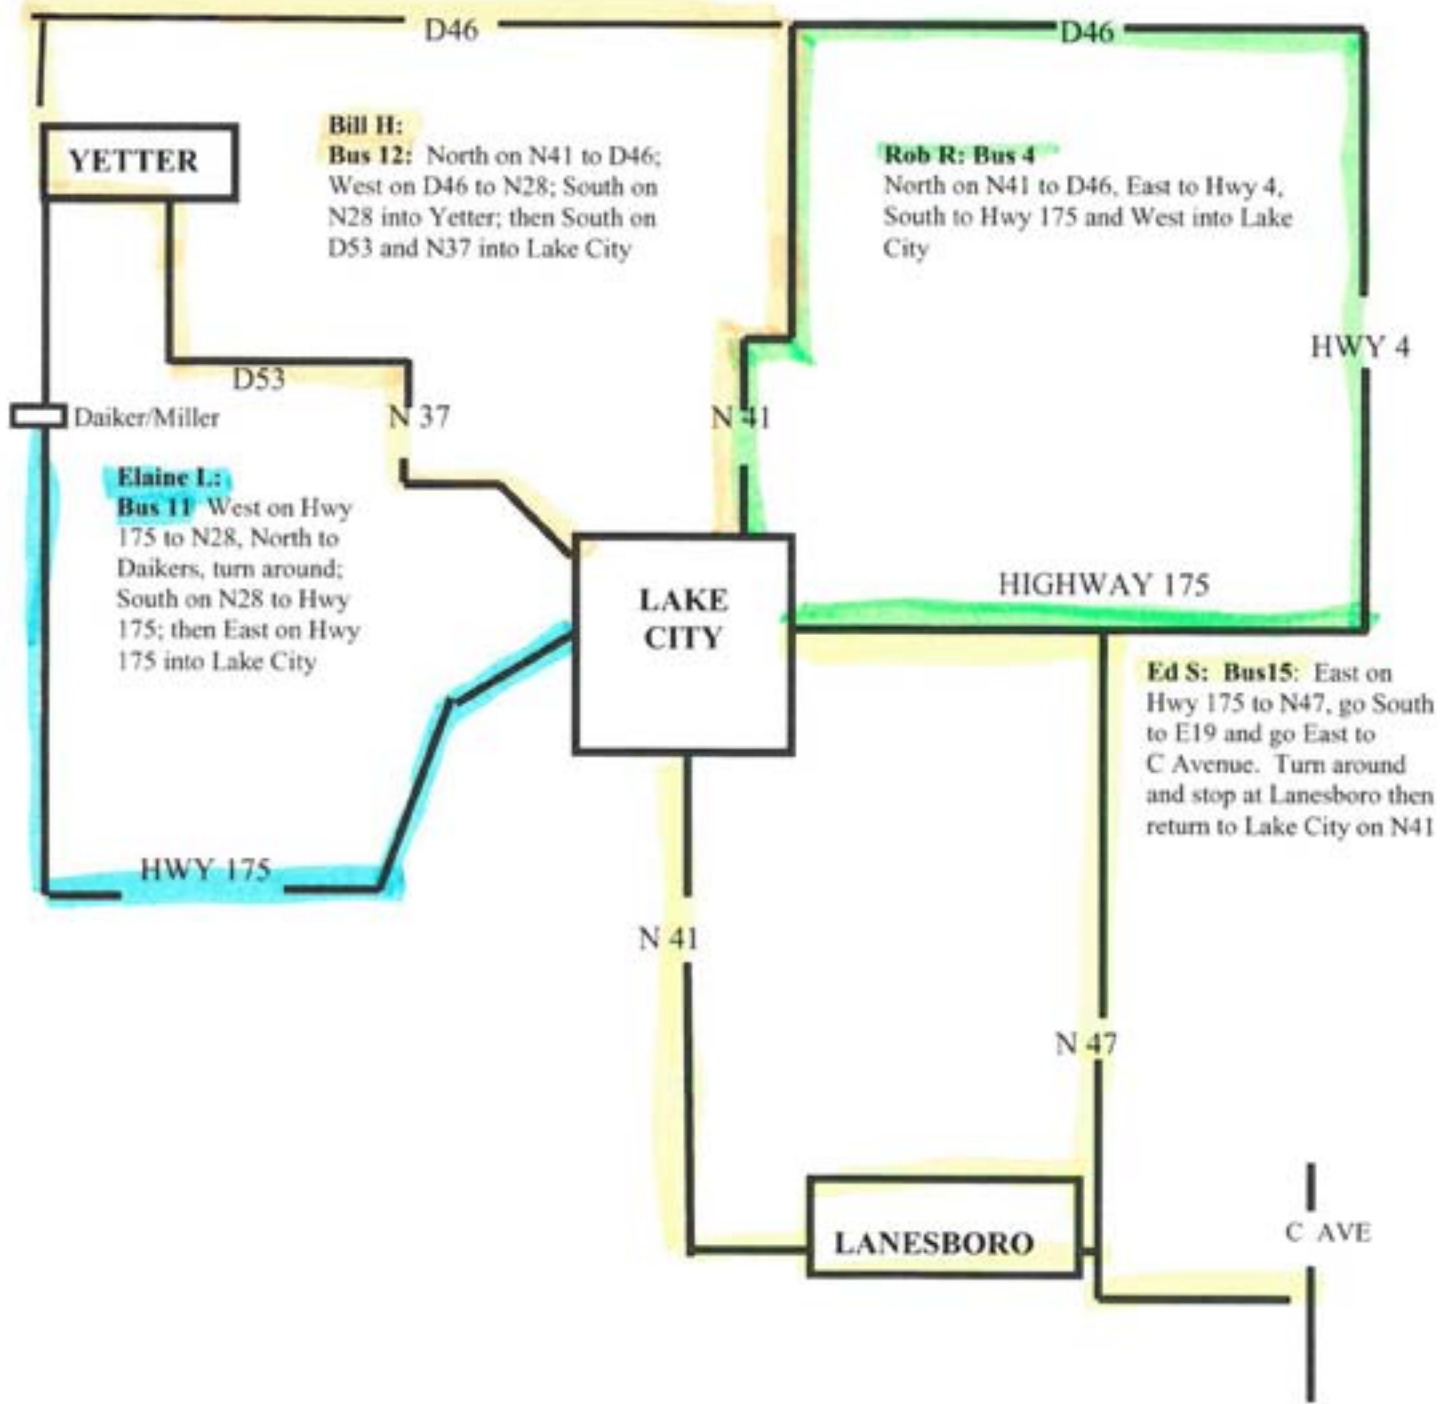 D46
D46
YETTER
Bill H:
Bus 12: North on N41 to D46;
West on D46 to N28; South on
N28 into Yetter; then South on
D53 and N37 into Lake City
Rob R: Bus 4
North on N41 to D46, East to Hwy 4,
South to Hwy 175 and West into Lake
City
HWY 4
D53
Daiker/Miller
N 37
N 41
Elaine L:
Bus 11 West on Hwy
175 to N28, North to
Daikers, turn around;
South on N28 to Hwy
175; then East on Hwy
175 into Lake City
LAKE
CITY
HIGHWAY 175
Ed S: Bus15: East on
Hwy 175 to N47, go South
to E19 and go East to
C Avenue. Turn around
and stop at Lanesboro then
return to Lake City on N41
HWY 175
N 41
N 47
LANESBORO
C AVE